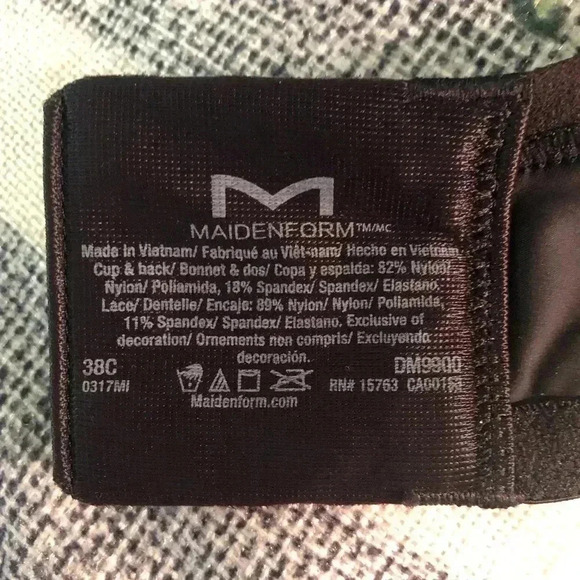 M
MAIDENFORM™/MC
Made in Vietnam/ Fabriqué au Viêt-nam/ Hecho en Vietnam
Cup & back/ Bonnet & dos/ Copa y espalda: 82% Nylon/
Nylon/ Poliamida, 18% Spandex/ Spandex/ Elastano.
Lace/ Dentelle/ Encaje: 89% Nylon/ Nylon/ Poliamida,
11% Spandex/ Spandex/ Elastano. Exclusive of
decoration/ Ornements non compris/ Excluyendo
decoración.
38C
0317MI
DM9900
RN# 15763
Maidenform.com